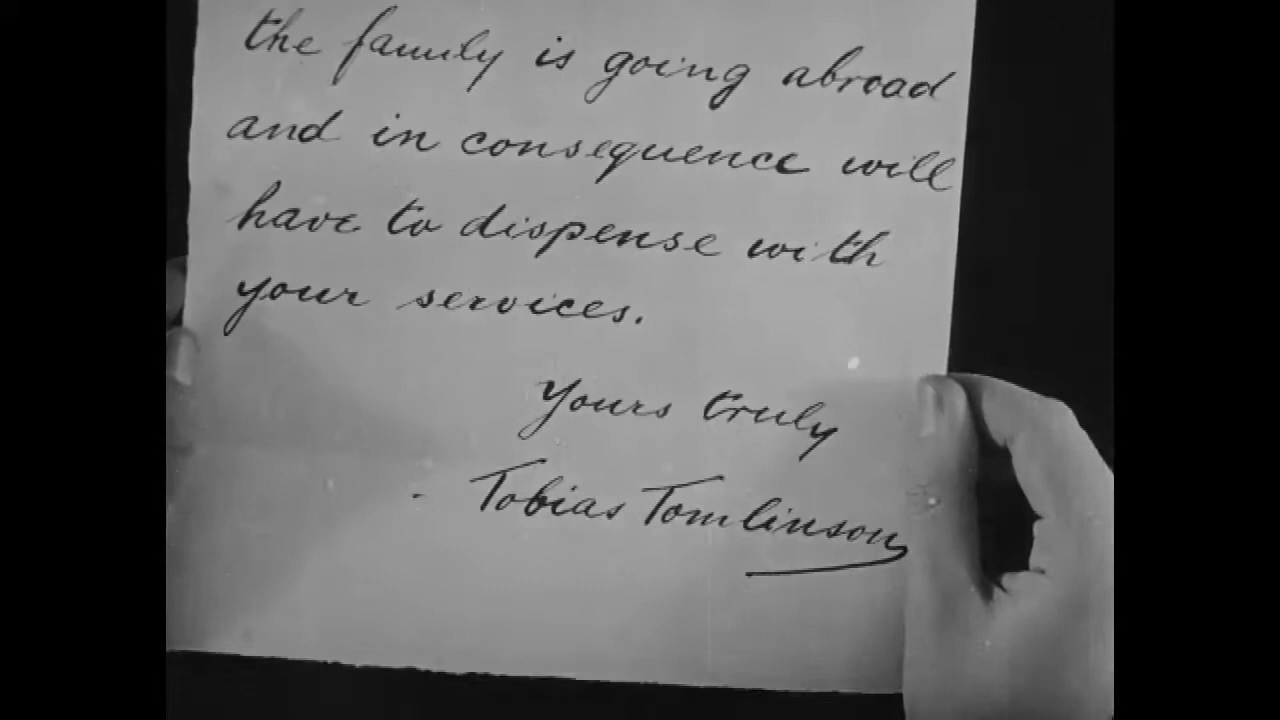 the family is going abroad
and in consequence will
have to dispense with
your services.
Yours truly
Tobias Tomlinson